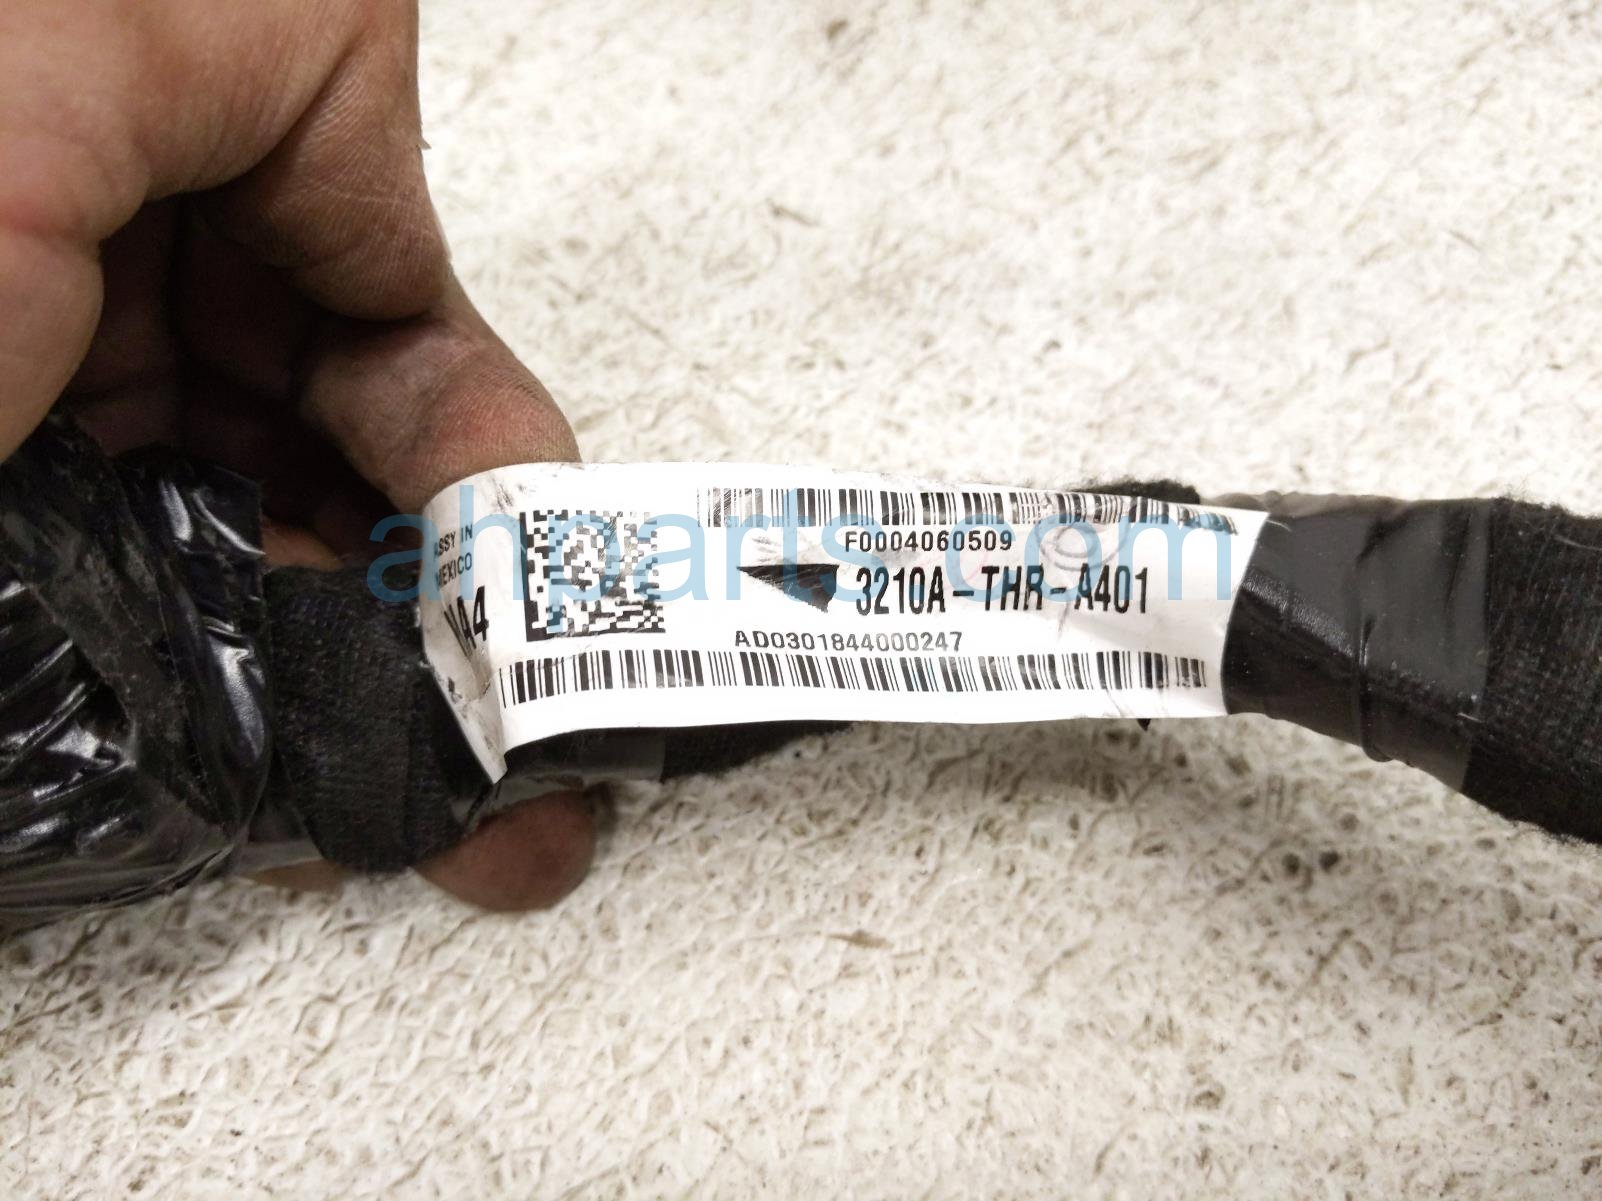 ASSY IN
MEXICO
F0004060509
3210A-THR-A401
AD0301844000247
ahparts.com